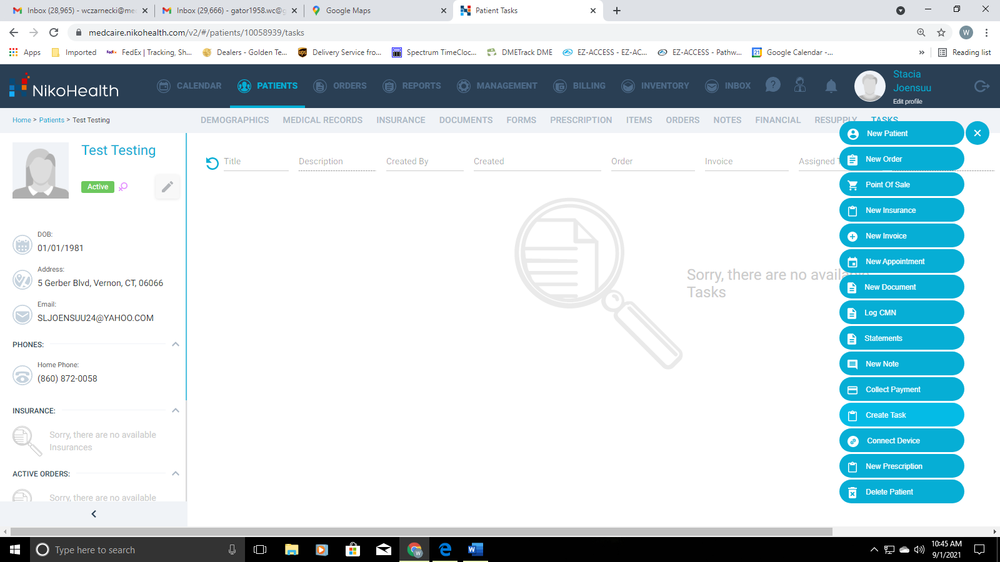 Inbox (28,965) - wczarnecki@me
Inbox (29,666) - gator1958.wc@g
Google Maps
Patient Tasks
medcaire.nikohealth.com/v2/#/patients/10058939/tasks
W
Apps
Imported
FedEx | Tracking, Sh...
Dealers - Golden Te...
Delivery Service fro...
Spectrum TimeCloc...
DMETrack DME
EZ-ACCESS - EZ-AC...
EZ-ACCESS - Pathw...
Google Calendar -...
Reading list
NikoHealth
CALENDAR
PATIENTS
ORDERS
REPORTS
MANAGEMENT
BILLING
INVENTORY
INBOX
Stacia
Joensuu
Edit profile
Home > Patients > Test Testing
DEMOGRAPHICS
MEDICAL RECORDS
INSURANCE
DOCUMENTS
FORMS
PRESCRIPTION
ITEMS
ORDERS
NOTES
FINANCIAL
RESUPPLY
TASKS
Test Testing
Active
DOB:
01/01/1981
Address:
5 Gerber Blvd, Vernon, CT, 06066
Email:
SLJOENSUU24@YAHOO.COM
PHONES:
Home Phone:
(860) 872-0058
INSURANCE:
Sorry, there are no available
Insurances
ACTIVE ORDERS:
Sorry, there are no available
Title
Description
Created By
Created
Order
Invoice
Assigned T
Sorry, there are no available
Tasks
New Patient
New Order
Point Of Sale
New Insurance
New Invoice
New Appointment
New Document
Log CMN
Statements
New Note
Collect Payment
Create Task
Connect Device
New Prescription
Delete Patient
Type here to search
10:45 AM
9/1/2021